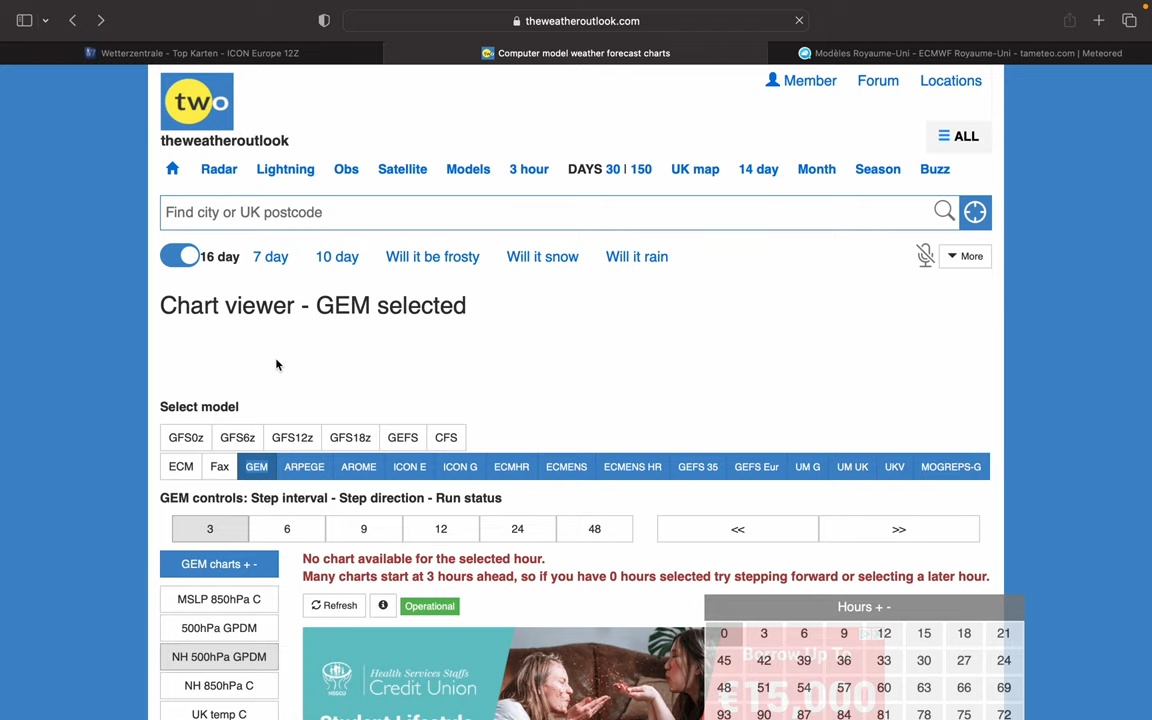 theweatheroutlook.com
Wetterzentrale - Top Karten - ICON Europe 12Z
Computer model weather forecast charts
Modèles Royaume-Uni - ECMWF Royaume-Uni - tameteo.com | Meteored
two
theweatheroutlook
Member Forum Locations
ALL
Radar Lightning Obs Satellite Models 3 hour DAYS 30 | 150 UK map 14 day Month Season Buzz
Find city or UK postcode
16 day 7 day 10 day Will it be frosty Will it snow Will it rain More
Chart viewer - GEM selected
Select model
GFS0z GFS6z GFS12z GFS18z GEFS CFS
ECM Fax GEM ARPEGE AROME ICON E ICON G ECMHR ECMENS ECMENS HR GEFS 35 GEFS Eur UM G UM UK UKV MOGREPS-G
GEM controls: Step interval - Step direction - Run status
3 6 9 12 24 48 << >>
GEM charts + -
No chart available for the selected hour.
Many charts start at 3 hours ahead, so if you have 0 hours selected try stepping forward or selecting a later hour.
MSLP 850hPa C
500hPa GPDM
NH 500hPa GPDM
NH 850hPa C
UK temp C
Refresh Operational
Hours + -
0 3 6 9 12 15 18 21
45 42 39 36 33 30 27 24
48 51 54 57 60 63 66 69
93 90 87 84 81 78 75 72
Health Services Staffs
Credit Union
HSSCU
Student Lifestyle
Borrow Up To
€15,000